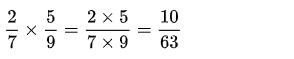 2/7 × 5/9 = (2 × 5)/(7 × 9) = 10/63